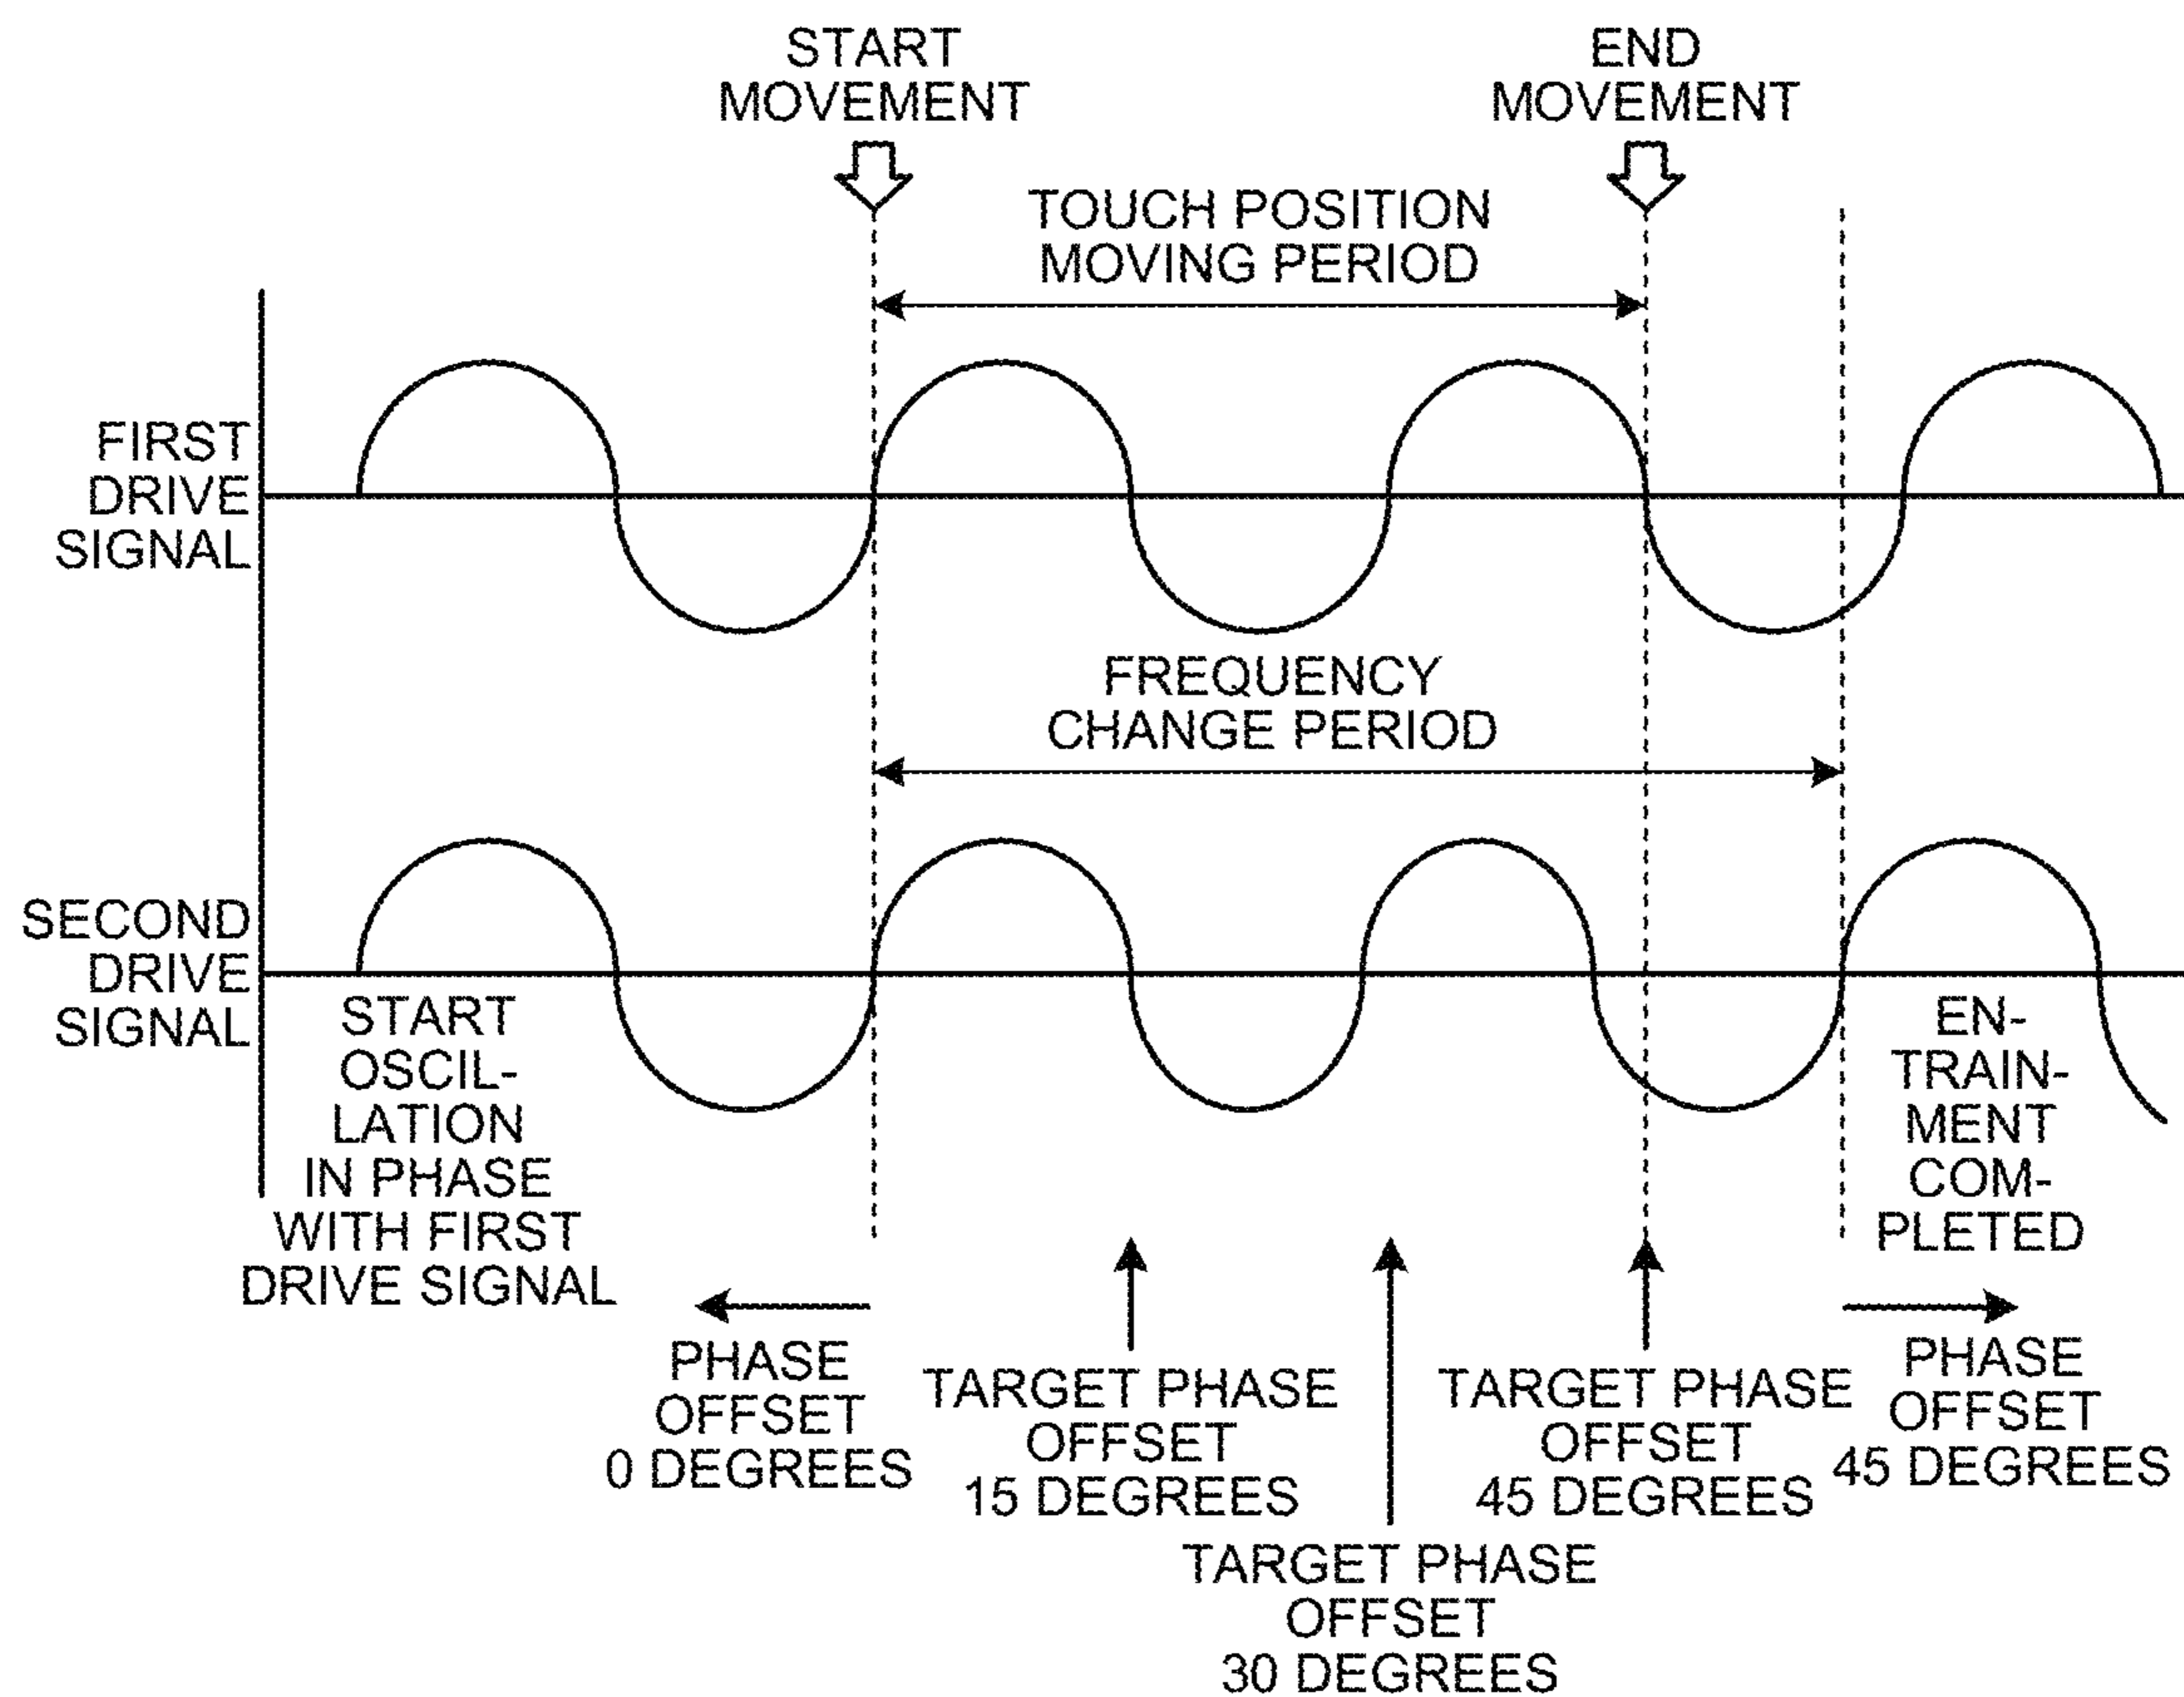 START
MOVEMENT
END
MOVEMENT
TOUCH POSITION
MOVING PERIOD
FIRST
DRIVE
SIGNAL
FREQUENCY
CHANGE PERIOD
SECOND
DRIVE
SIGNAL
START
OSCIL-
LATION
IN PHASE
WITH FIRST
DRIVE SIGNAL
EN-
TRAIN-
MENT
COM-
PLETED
PHASE
OFFSET
0 DEGREES
TARGET PHASE
OFFSET
15 DEGREES
TARGET PHASE
OFFSET
30 DEGREES
TARGET PHASE
OFFSET
45 DEGREES
PHASE
OFFSET
45 DEGREES